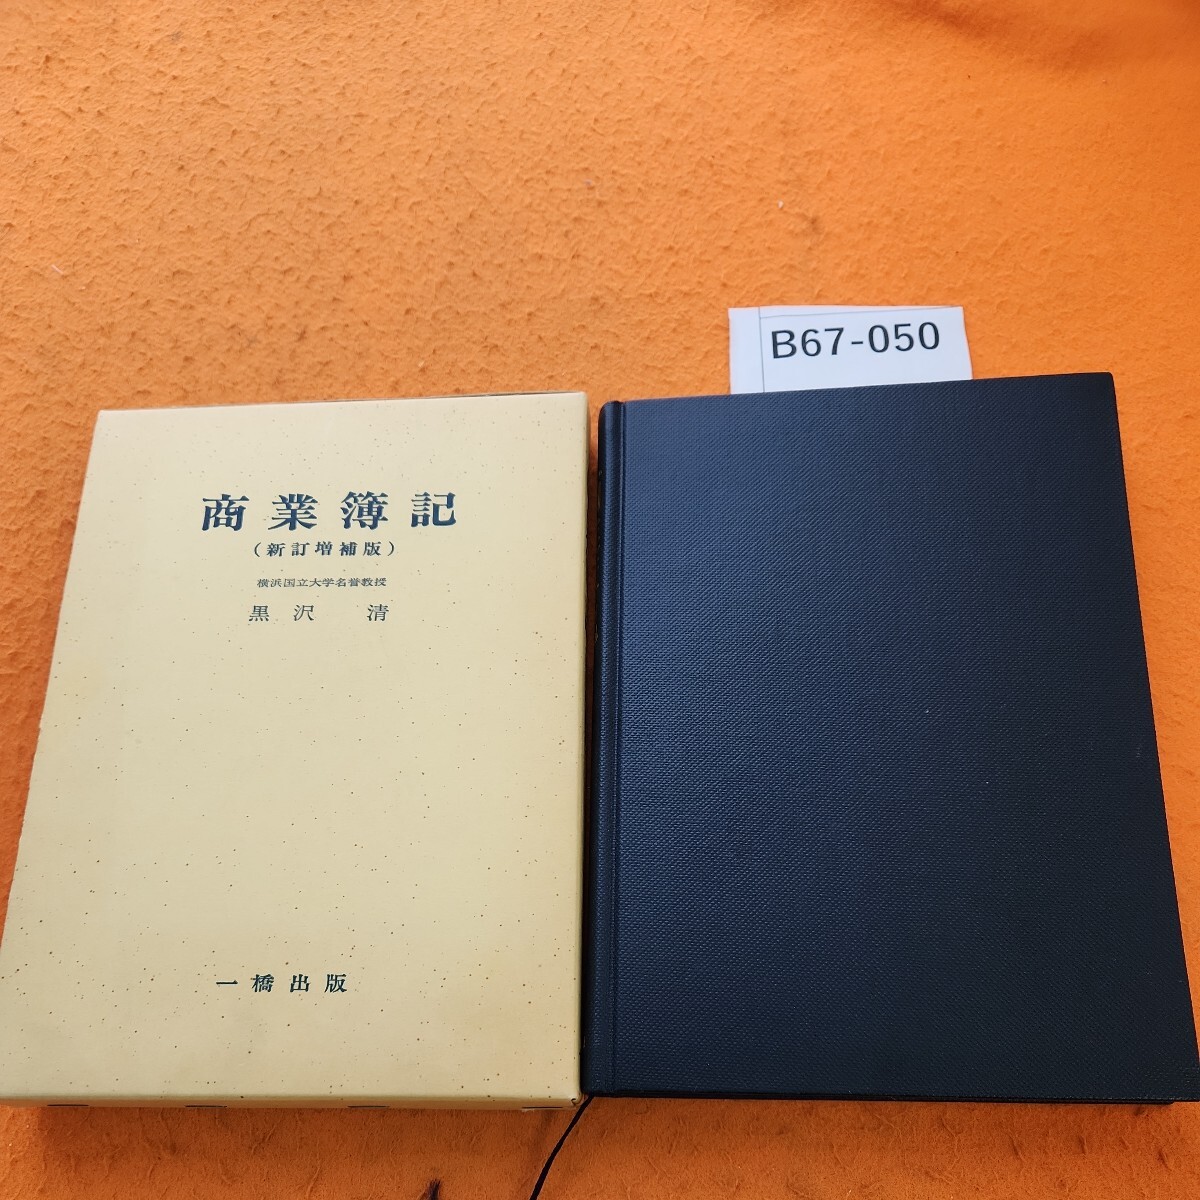 B67-050
商業簿記
(新訂増補版)
横浜国立大学名誉教授
黒沢 清
一橋出版